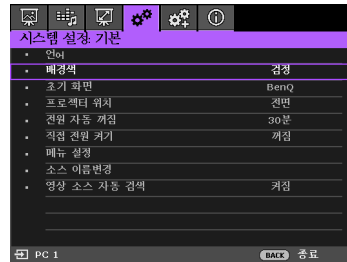 시스템 설정: 기본
언어
배경색 검정
초기 화면 BenQ
프로젝터 위치 전면
전원 자동 꺼짐 30분
직접 전원 켜기 꺼짐
메뉴 설정
소스 이름변경
영상 소스 자동 검색 켜짐
PC 1 BACK 종료